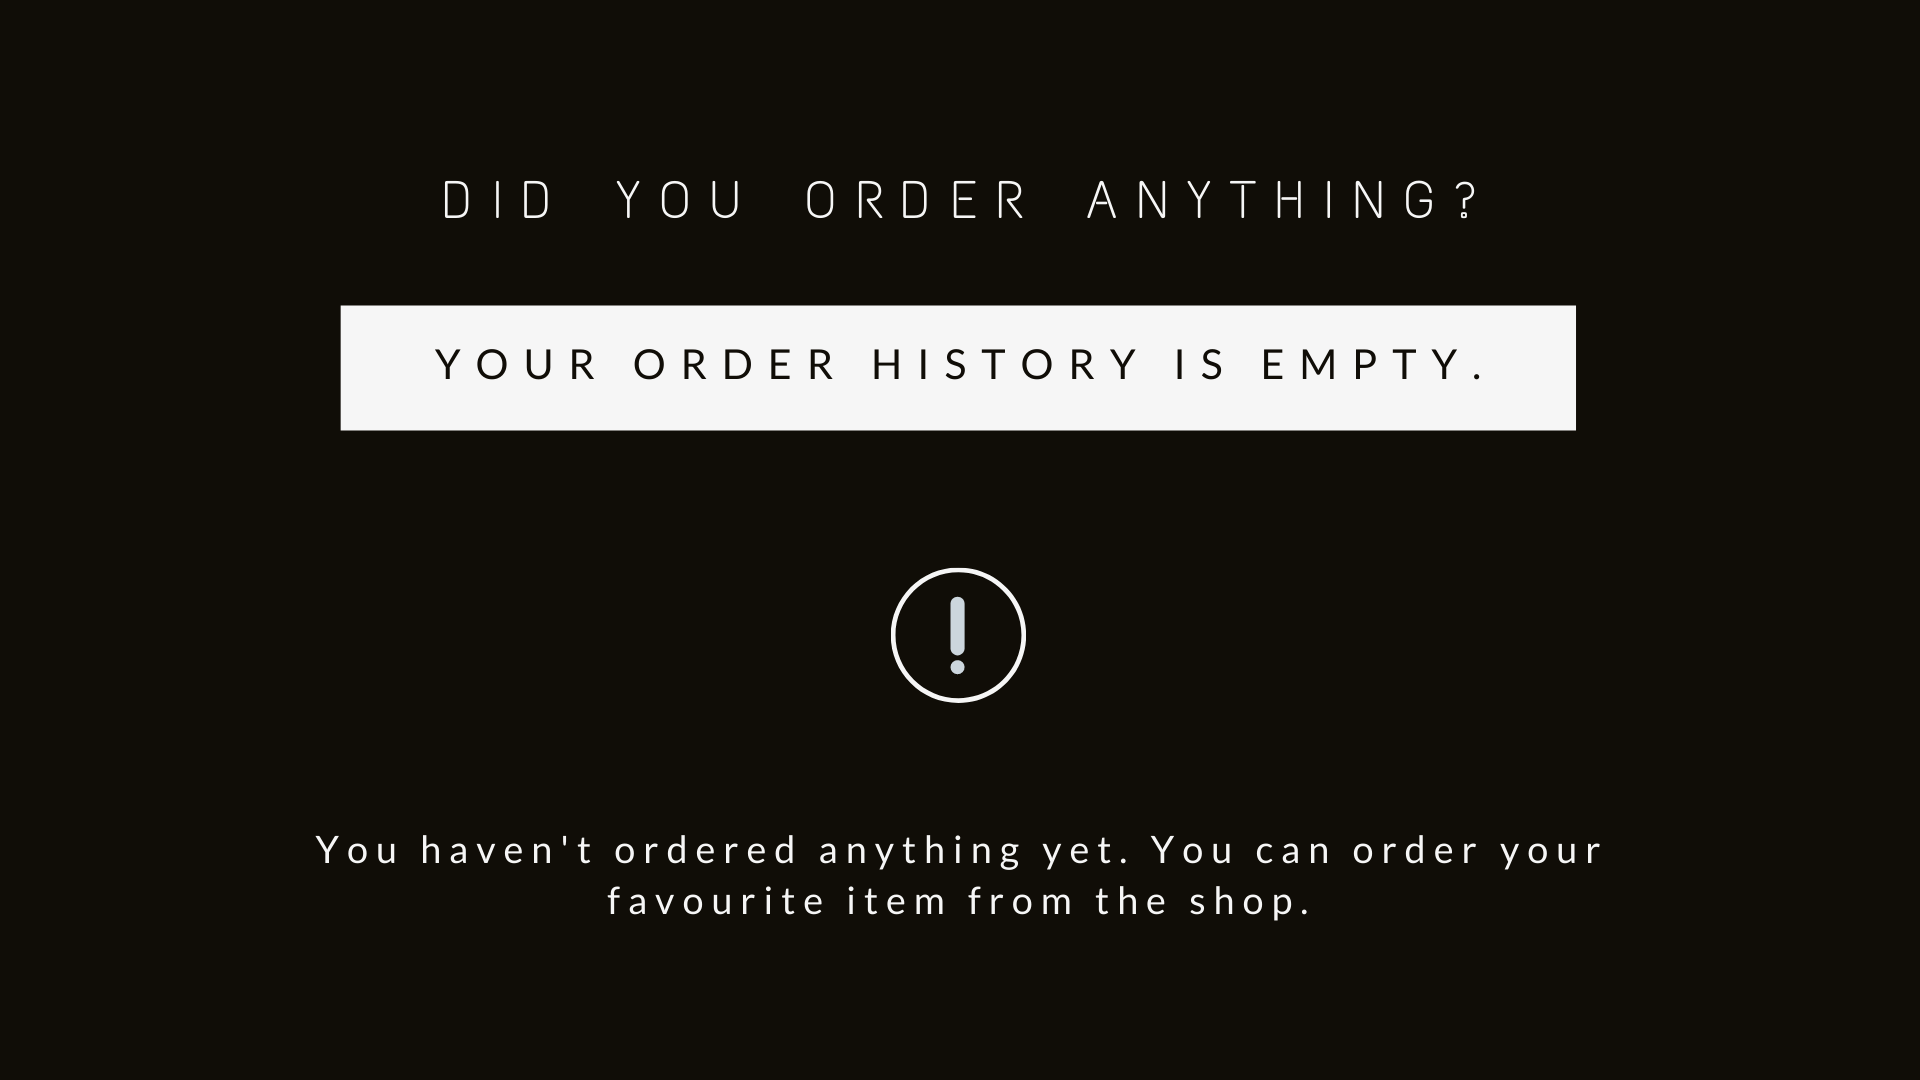 DID YOU ORDER ANYTHING?
YOUR ORDER HISTORY IS EMPTY.
You haven't ordered anything yet. You can order your
favourite item from the shop.